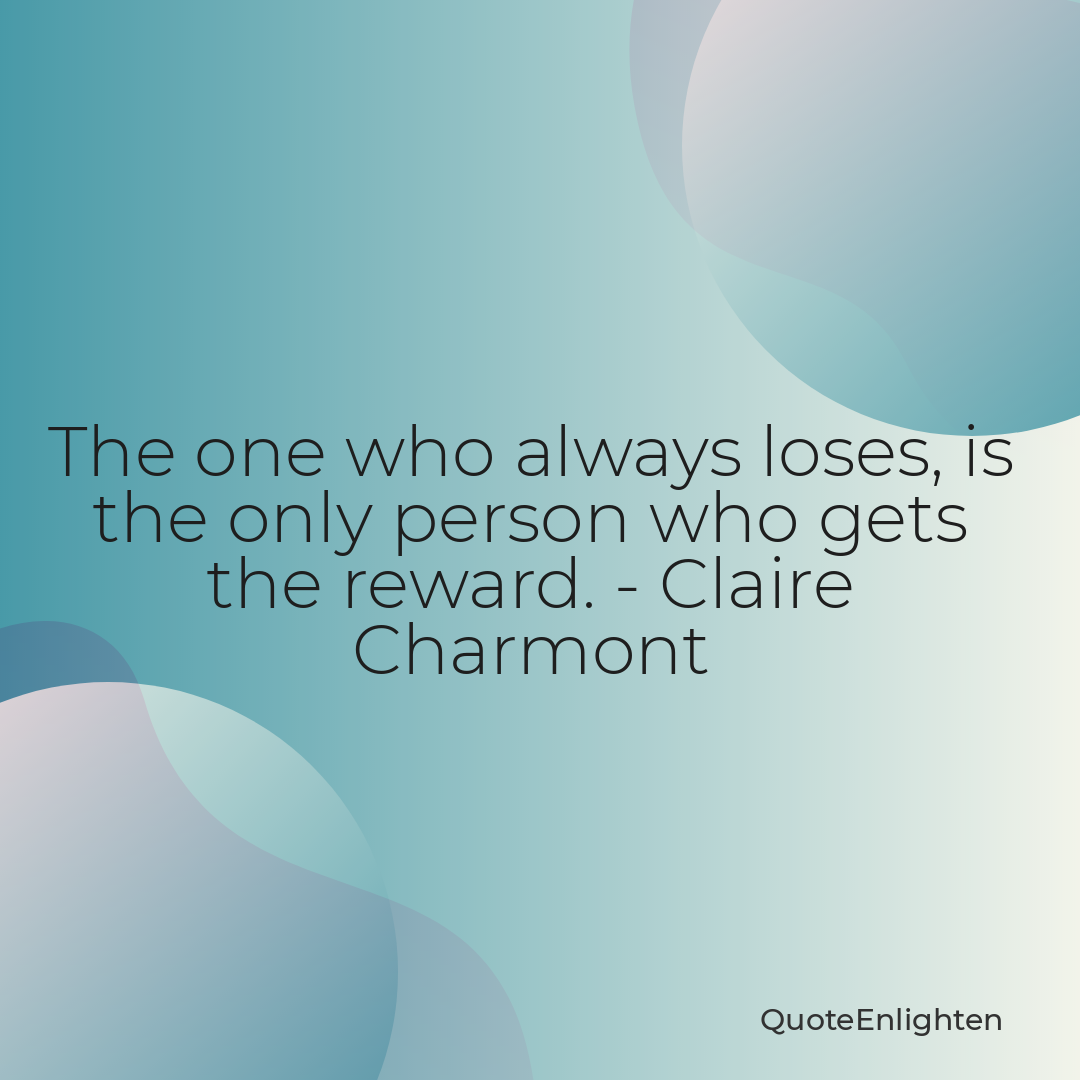 The one who always loses, is
the only person who gets
the reward. - Claire
Charmont
QuoteEnlighten